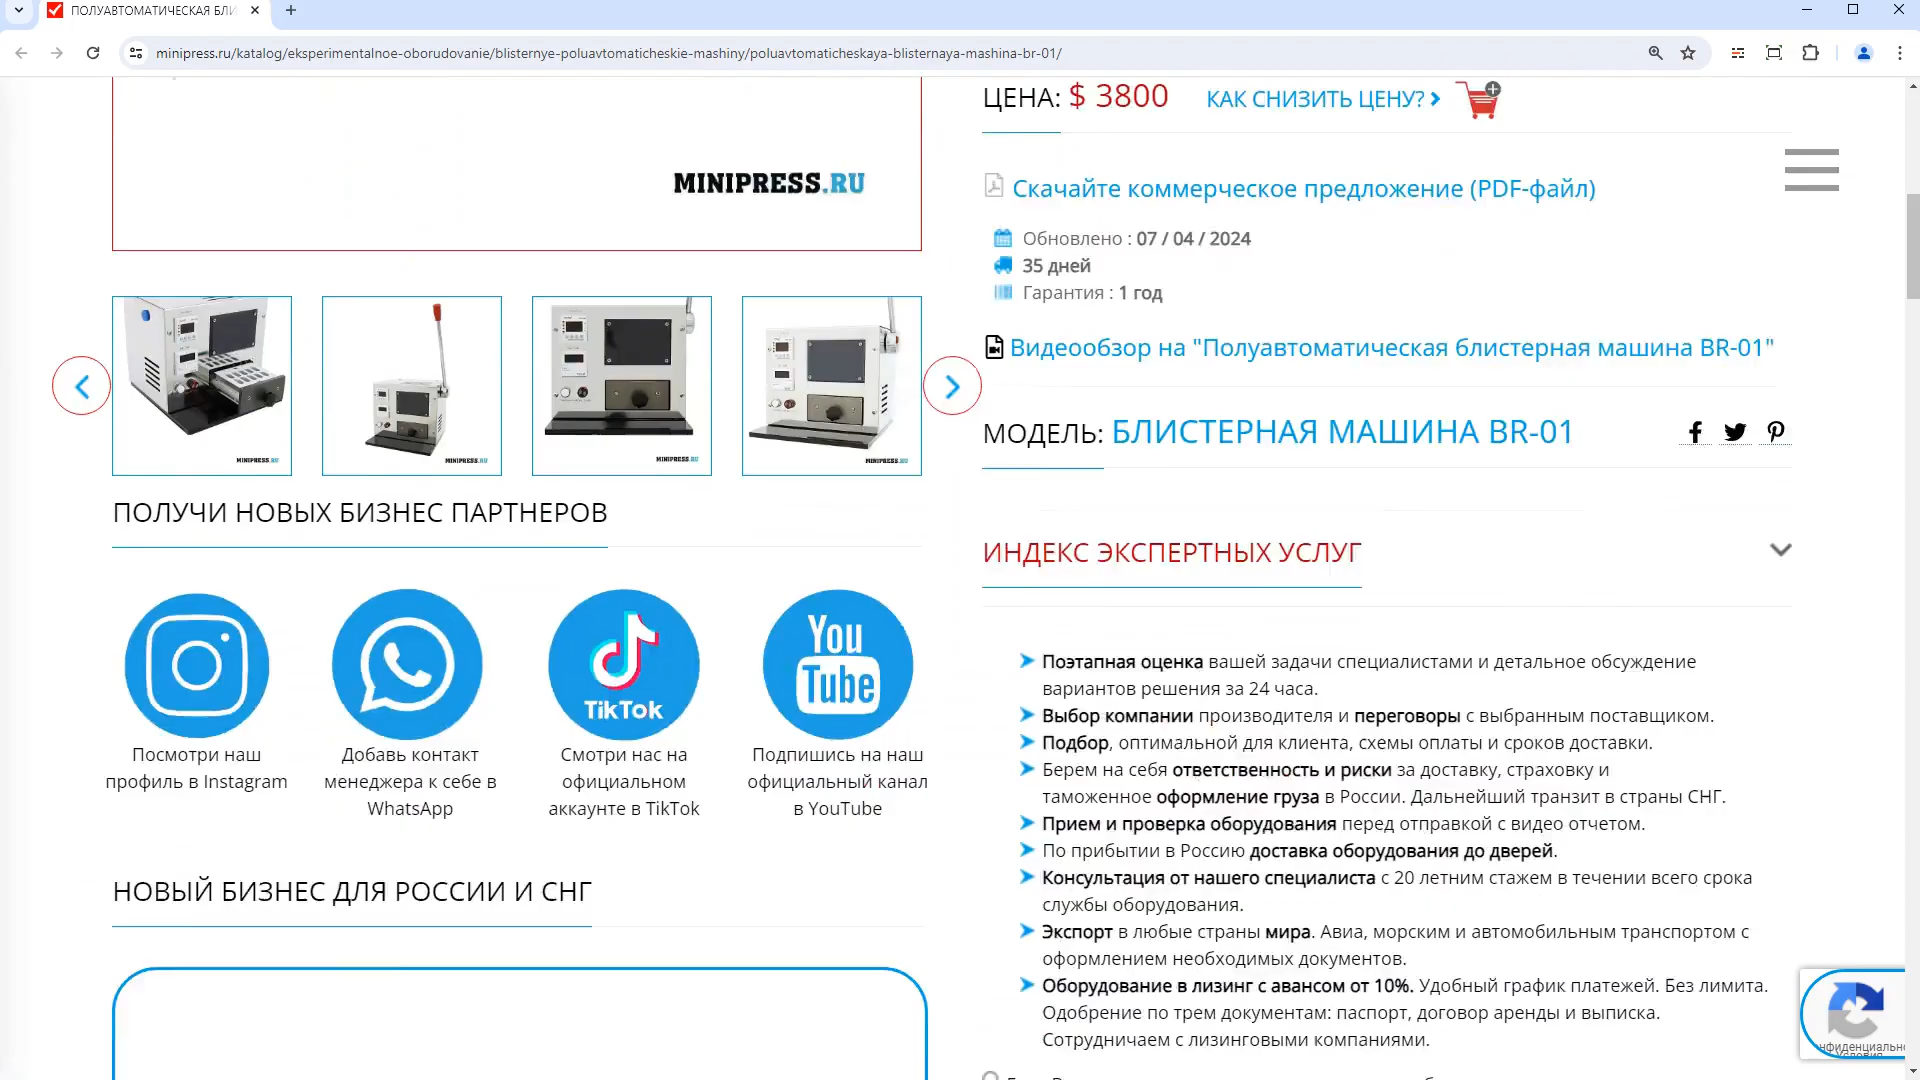 ПОЛУАВТОМАТИЧЕСКАЯ БЛИ
minipress.ru/katalog/eksperimentalnoe-oborudovanie/blisternye-poluavtomaticheskie-mashiny/poluavtomaticheskaya-blisternaya-mashina-br-01/
MINIPRESS.RU
ЦЕНА: $ 3800 КАК СНИЗИТЬ ЦЕНУ?
Скачайте коммерческое предложение (PDF-файл)
Обновлено : 07 / 04 / 2024
35 дней
Гарантия : 1 год
Видеообзор на "Полуавтоматическая блистерная машина BR-01"
МОДЕЛЬ: БЛИСТЕРНАЯ МАШИНА BR-01
MINIPRESS.RU
MINIPRESS.RU
MINIPRESS.RU
MINIPRESS.RU
ПОЛУЧИ НОВЫХ БИЗНЕС ПАРТНЕРОВ
TikTok
You
Tube
Посмотри наш
профиль в Instagram
Добавь контакт
менеджера к себе в
WhatsApp
Смотри нас на
официальном
аккаунте в TikTok
Подпишись на наш
официальный канал
в YouTube
НОВЫЙ БИЗНЕС ДЛЯ РОССИИ И СНГ
ИНДЕКС ЭКСПЕРТНЫХ УСЛУГ
Поэтапная оценка вашей задачи специалистами и детальное обсуждение
вариантов решения за 24 часа.
Выбор компании производителя и переговоры с выбранным поставщиком.
Подбор, оптимальной для клиента, схемы оплаты и сроков доставки.
Берем на себя ответственность и риски за доставку, страховку и
таможенное оформление груза в России. Дальнейший транзит в страны СНГ.
Прием и проверка оборудования перед отправкой с видео отчетом.
По прибытии в Россию доставка оборудования до дверей.
Консультация от нашего специалиста с 20 летним стажем в течении всего срока
службы оборудования.
Экспорт в любые страны мира. Авиа, морским и автомобильным транспортом с
оформлением необходимых документов.
Оборудование в лизинг с авансом от 10%. Удобный график платежей. Без лимита.
Одобрение по трем документам: паспорт, договор аренды и выписка.
Сотрудничаем с лизинговыми компаниями.